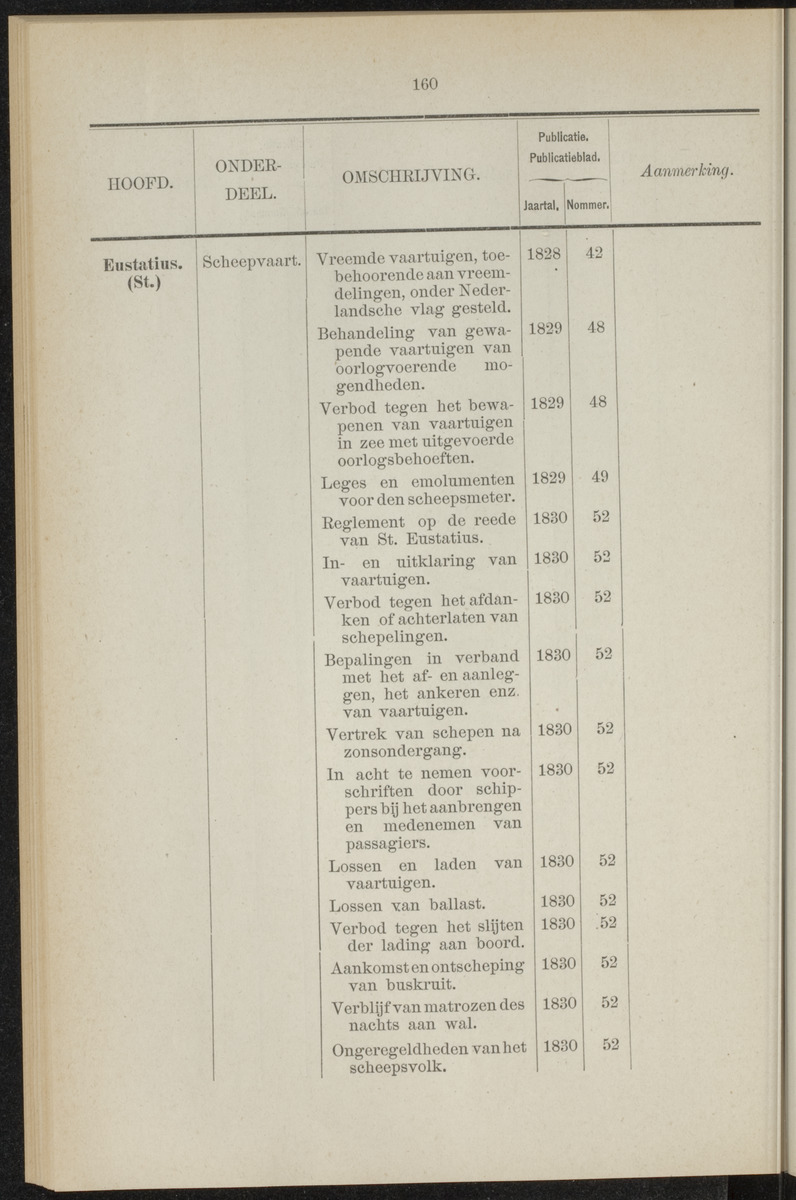 160
HOOFD. ONDER- OMSCHRIJVING. Publicatie. Aanmerking.
DEEL. Publicatieblad.
Jaartal. Nommer.
Eustatius. Scheepvaart. Vreemde vaartuigen, toe- 1828 42
(St.) behoorende aan vreem-
delingen, onder Neder-
landsche vlag gesteld.
Behandeling van gewa- 1829 48
pende vaartuigen van
oorlogvoerende mo-
gendheden.
Verbod tegen het bewa- 1829 48
penen van vaartuigen
in zee met uitgevoerde
oorlogsbehoeften.
Leges en emolumenten 1829 49
voor den scheepsmeter.
Reglement op de reede 1830 52
van St. Eustatius.
In- en uitklaring van 1830 52
vaartuigen.
Verbod tegen het afdan- 1830 52
ken of achterlaten van
schepelingen.
Bepalingen in verband 1830 52
met het af- en aanleg-
gen, het ankeren enz.
van vaartuigen.
Vertrek van schepen na 1830 52
zonsondergang.
In acht te nemen voor- 1830 52
schriften door schip-
pers bij het aanbrengen
en medenemen van
passagiers.
Lossen en laden van 1830 52
vaartuigen.
Lossen van ballast. 1830 52
Verbod tegen het slijten 1830 52
der lading aan boord.
Aankomst en ontscheping 1830 52
van buskruit.
Verblijf van matrozen des 1830 52
nachts aan wal.
Ongeregeldheden van het 1830 52
scheepsvolk.